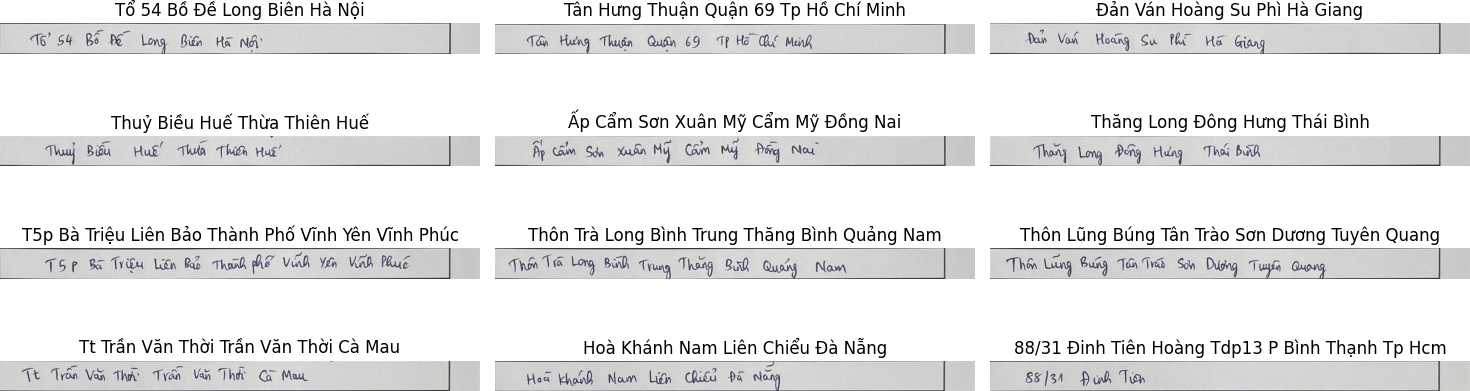 Tổ 54 Bồ Đề Long Biên Hà Nội
Tân Hưng Thuận Quận 69 Tp Hồ Chí Minh
Đản Ván Hoàng Su Phì Hà Giang
Tổ 54 Bồ Đề Long Biên Hà Nội
Tân Hưng Thuận Quận 69 TP Hồ Chí Minh
Đản Ván Hoàng Su Phì Hà Giang
Thuỷ Biều Huế Thừa Thiên Huế
Ấp Cẩm Sơn Xuân Mỹ Cẩm Mỹ Đồng Nai
Thăng Long Đông Hưng Thái Bình
Thuỷ Biều Huế Thừa Thiên Huế
Ấp Cẩm Sơn Xuân Mỹ Cẩm Mỹ Đồng Nai
Thăng Long Đông Hưng Thái Bình
T5p Bà Triệu Liên Bảo Thành Phố Vĩnh Yên Vĩnh Phúc
Thôn Trà Long Bình Trung Thăng Bình Quảng Nam
Thôn Lũng Búng Tân Trào Sơn Dương Tuyên Quang
T5P Bà Triệu Liên Bảo Thành phố Vĩnh Yên Vĩnh Phúc
Thôn Trà Long Bình Trung Thăng Bình Quảng Nam
Thôn Lũng Búng Tân Trào Sơn Dương Tuyên Quang
Tt Trần Văn Thời Trần Văn Thời Cà Mau
Hoà Khánh Nam Liên Chiểu Đà Nẵng
88/31 Đinh Tiên Hoàng Tdp13 P Bình Thạnh Tp Hcm
Tt Trần Văn Thời Trần Văn Thời Cà Mau
Hoà Khánh Nam Liên Chiểu Đà Nẵng
88/31 Đinh Tiên